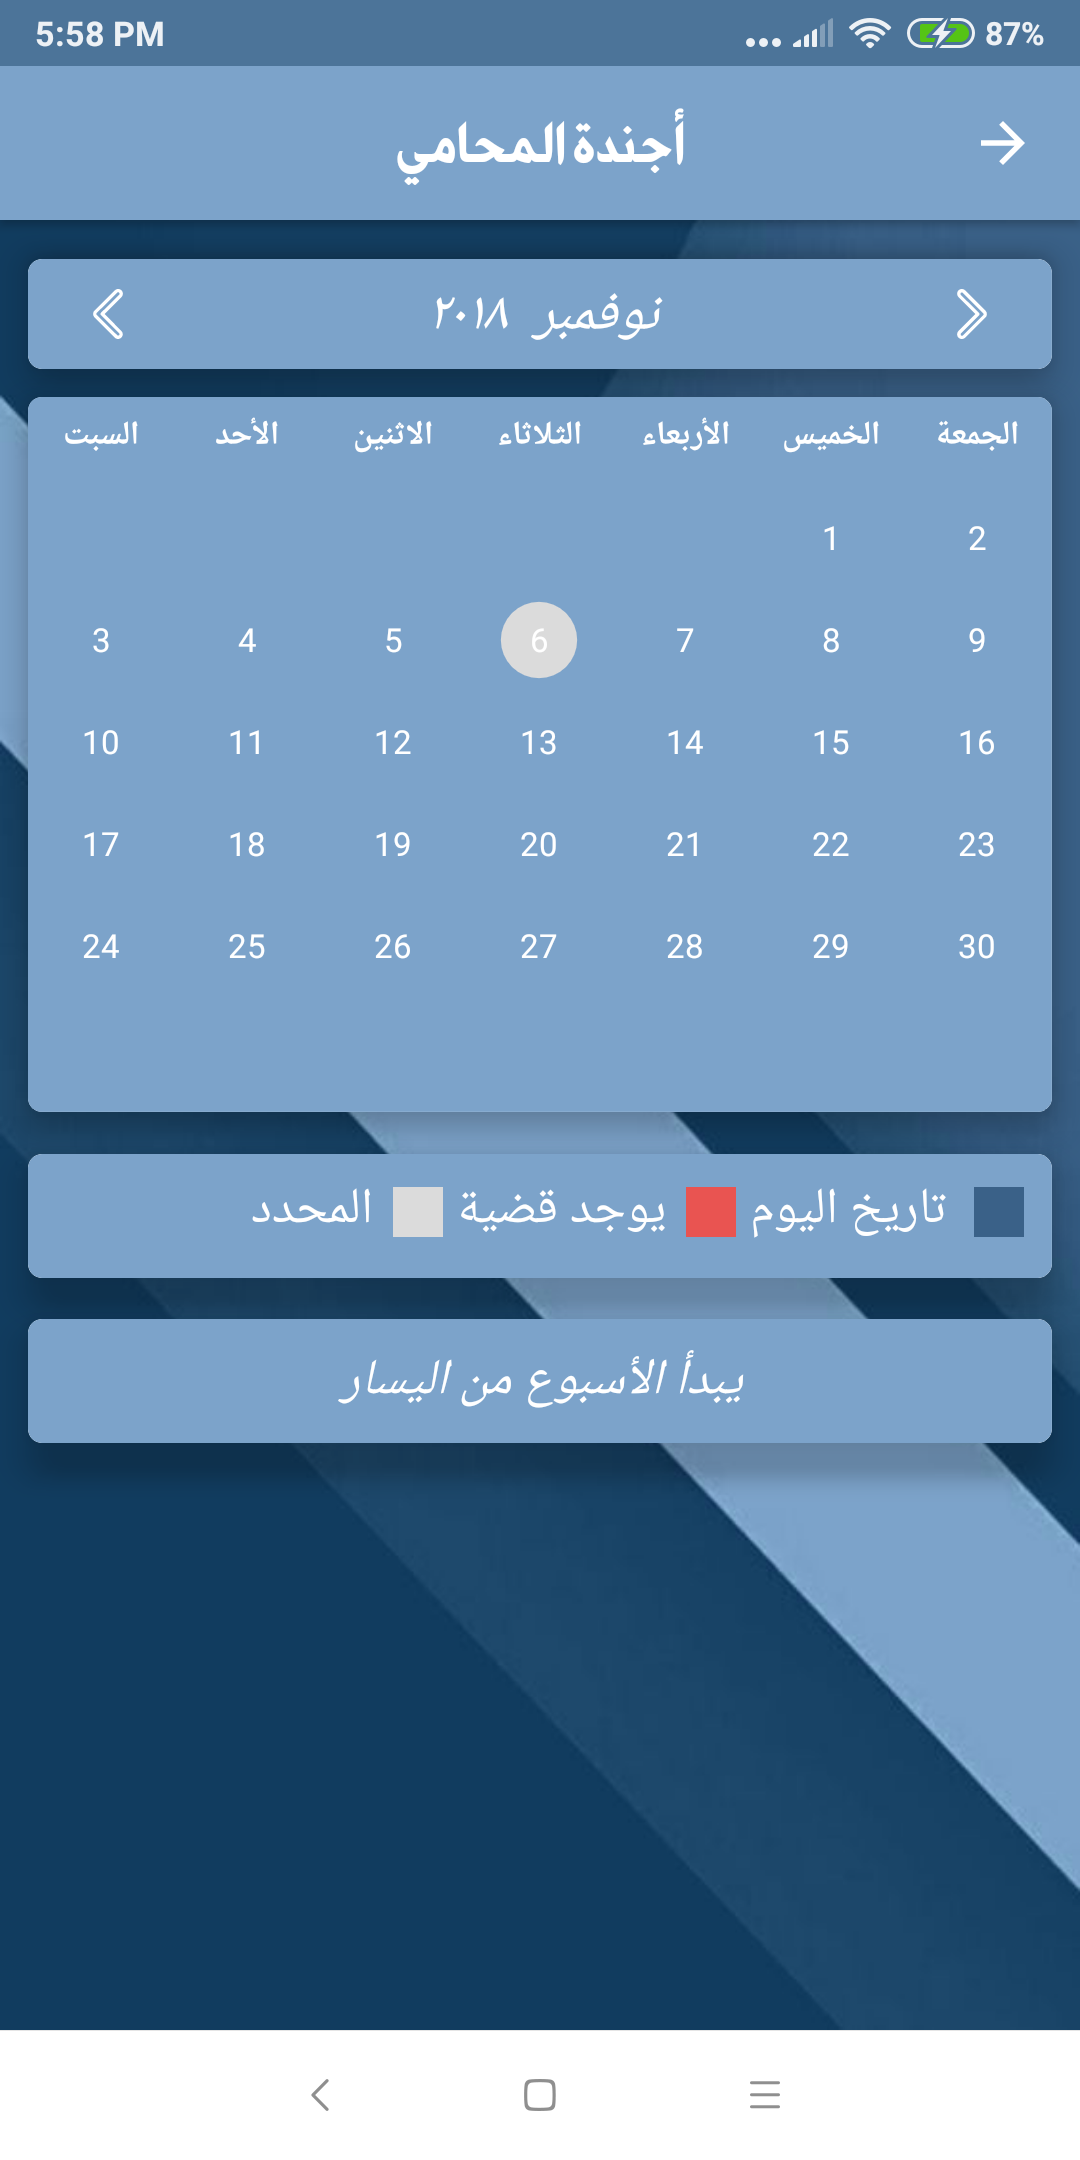 5:58 PM 87%
أجندة المحامي
نوفمبر ٢٠١٨
السبت الأحد الاثنين الثلاثاء الأربعاء الخميس الجمعة
1 2
3 4 5 6 7 8 9
10 11 12 13 14 15 16
17 18 19 20 21 22 23
24 25 26 27 28 29 30
تاريخ اليوم يوجد قضية المحدد
يبدأ الأسبوع من اليسار